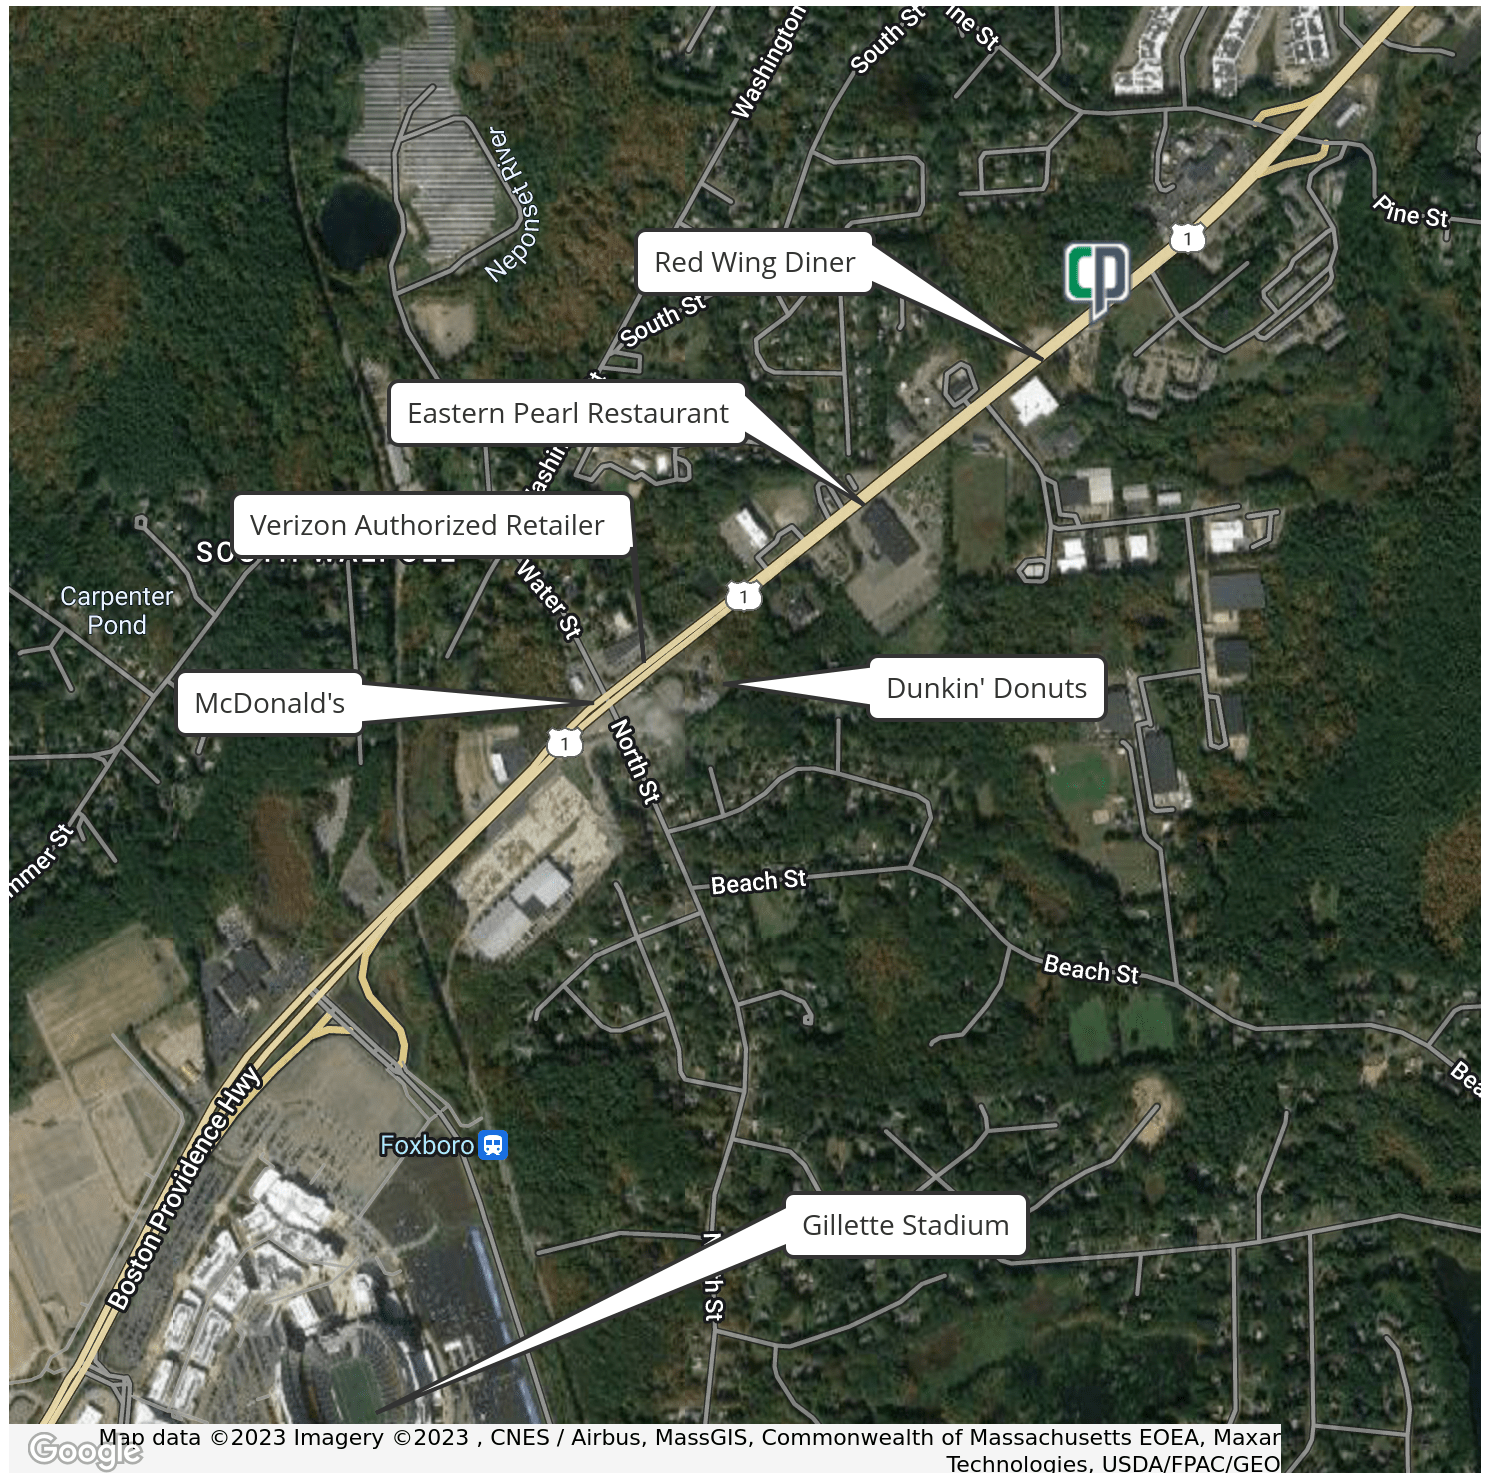 Washington
South St
ine St
Neponset River
Pine St
1
CP
Red Wing Diner
South St
Eastern Pearl Restaurant
Verizon Authorized Retailer
Carpenter
Pond
Water St
1
McDonald's
Dunkin' Donuts
1
North St
mmer St
Beach St
Beach St
Bea
Boston Providence Hwy
Foxboro
Gillette Stadium
Google
Map data ©2023 Imagery ©2023 , CNES / Airbus, MassGIS, Commonwealth of Massachusetts EOEA, Maxar
Technologies, USDA/FPAC/GEO